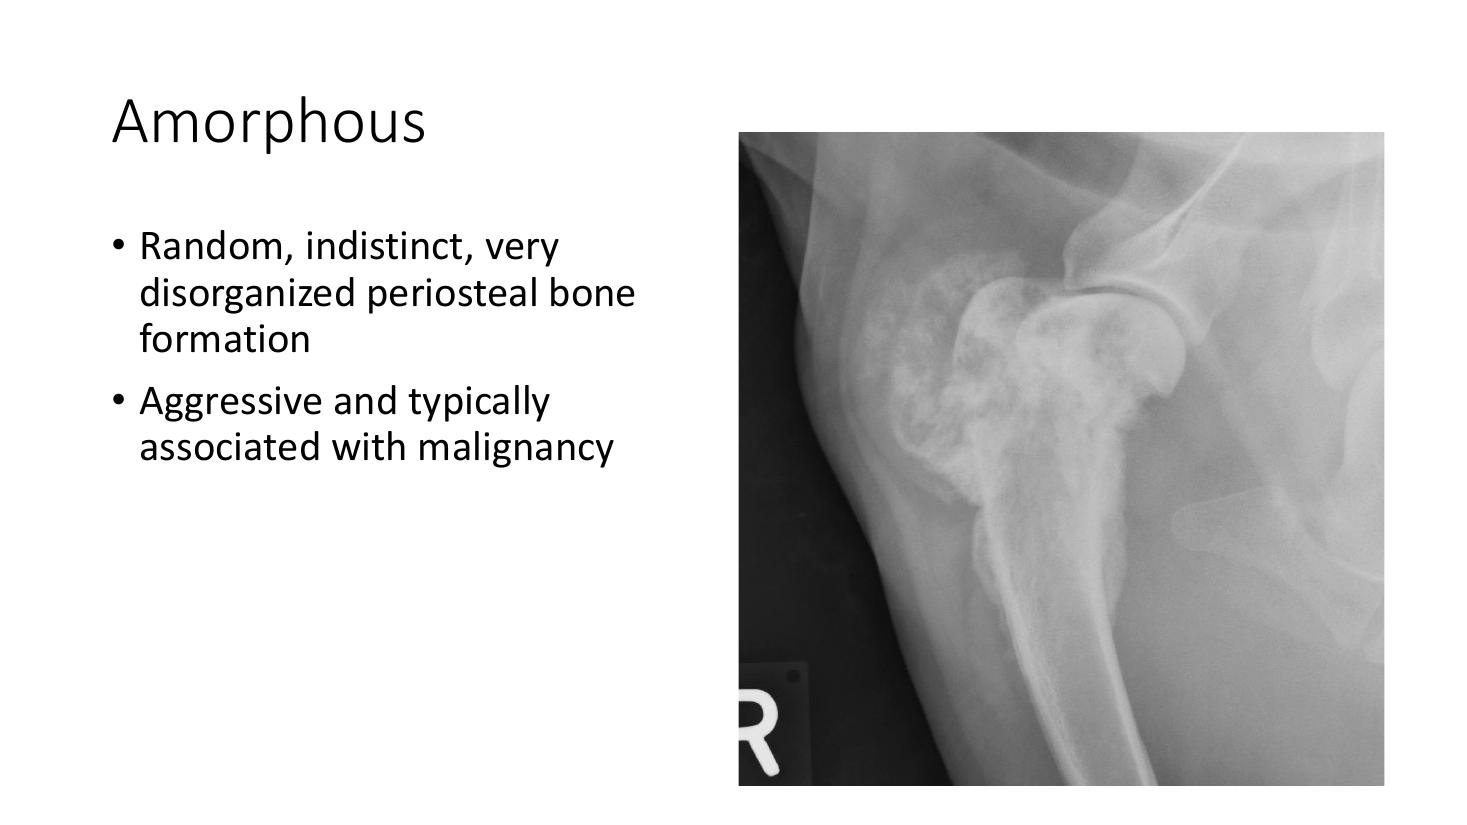 Amorphous
• Random, indistinct, very
disorganized periosteal bone
formation
• Aggressive and typically
associated with malignancy
R